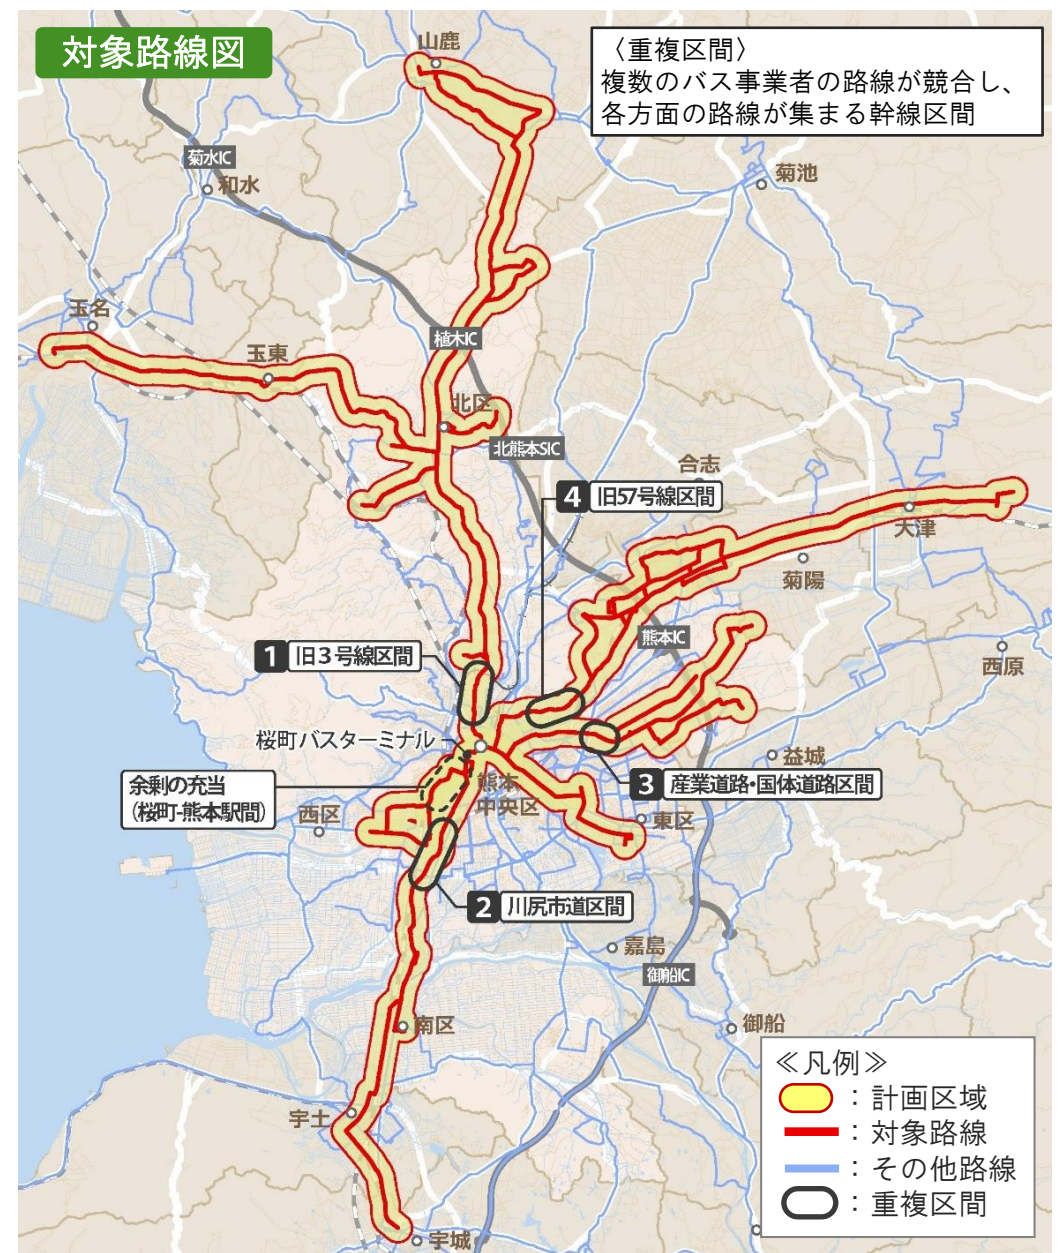 対象路線図
〈重複区間〉
複数のバス事業者の路線が競合し、
各方面の路線が集まる幹線区間
山鹿
菊水IC
和水
菊池
玉名
植木IC
玉東
北区
北熊本SIC
合志
4 旧57号線区間
大津
菊陽
熊本IC
1 旧3号線区間
西原
桜町バスターミナル
益城
余剰の充当
(桜町-熊本駅間)
熊本
中央区
3 産業道路・国体道路区間
西区
東区
2 川尻市道区間
嘉島
御船IC
南区
御船
宇土
宇城
≪凡例≫
：計画区域
：対象路線
：その他路線
：重複区間